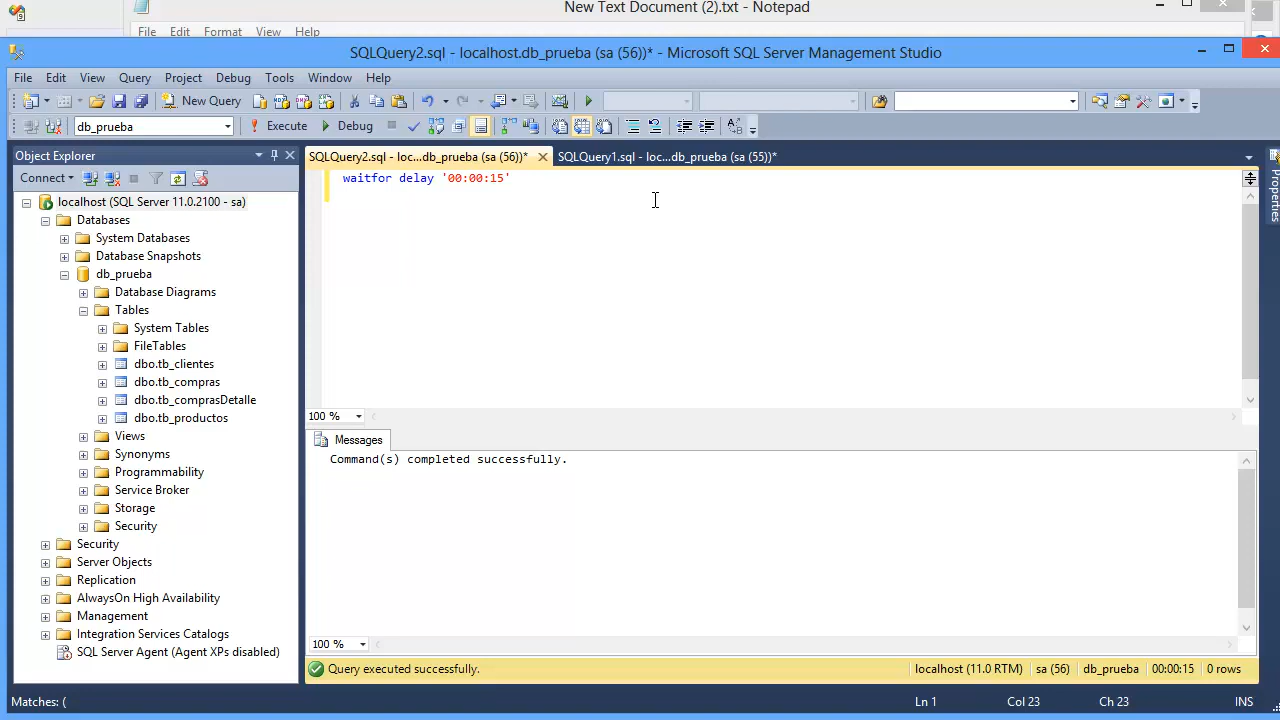 New Text Document (2).txt - Notepad
File Edit Format View Help
SQLQuery2.sql - localhost.db_prueba (sa (56))* - Microsoft SQL Server Management Studio
File Edit View Query Project Debug Tools Window Help
New Query
db_prueba Execute Debug
Object Explorer
Connect
localhost (SQL Server 11.0.2100 - sa)
Databases
System Databases
Database Snapshots
db_prueba
Database Diagrams
Tables
System Tables
FileTables
dbo.tb_clientes
dbo.tb_compras
dbo.tb_comprasDetalle
dbo.tb_productos
Views
Synonyms
Programmability
Service Broker
Storage
Security
Security
Server Objects
Replication
AlwaysOn High Availability
Management
Integration Services Catalogs
SQL Server Agent (Agent XPs disabled)
SQLQuery2.sql - loc...db_prueba (sa (56))* SQLQuery1.sql - loc...db_prueba (sa (55))*
waitfor delay '00:00:15'
100 %
Messages
Command(s) completed successfully.
100 %
Query executed successfully. localhost (11.0 RTM) sa (56) db_prueba 00:00:15 0 rows
Properties
Matches: ( Ln 1 Col 23 Ch 23 INS